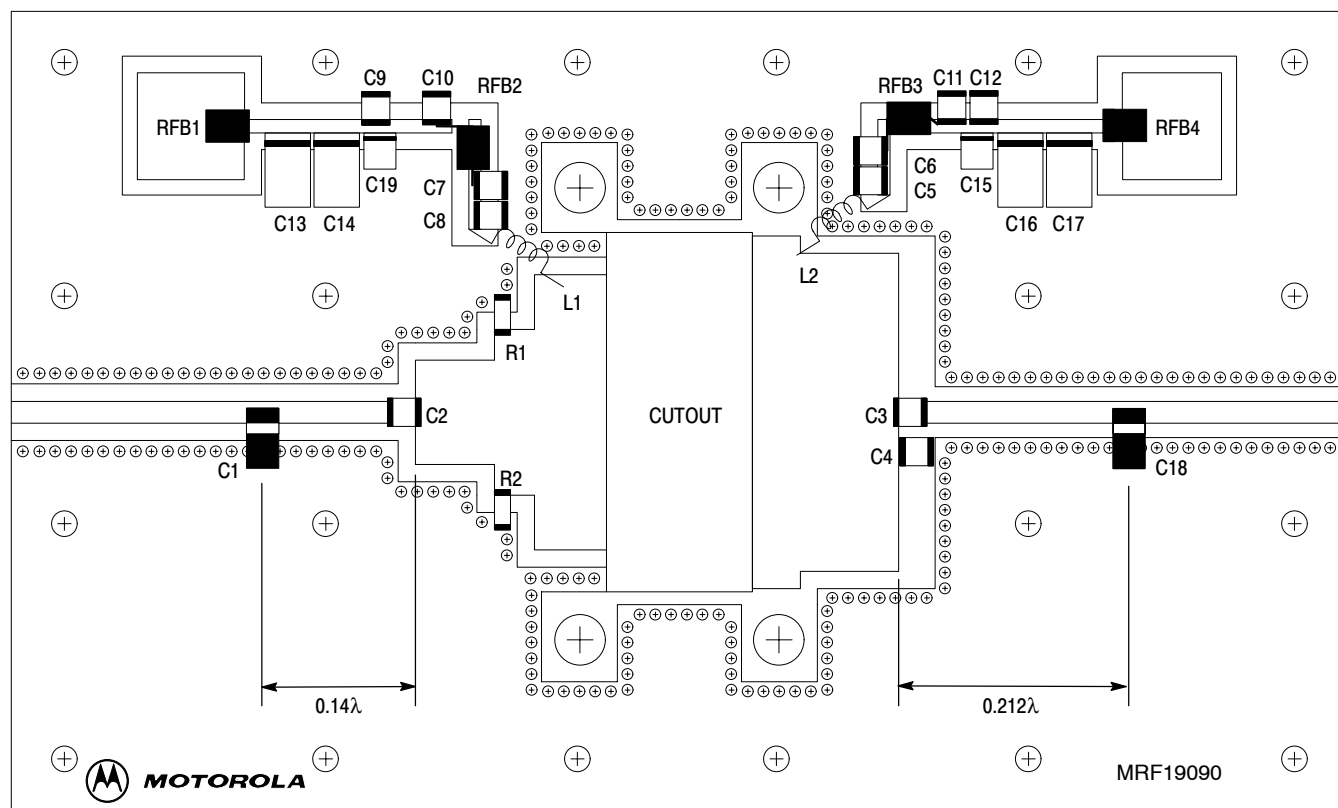 C9
C10
RFB2
RFB3
C11
C12
RFB1
RFB4
C7
C8
C19
C13
C14
C6
C5
C15
C16
C17
L1
L2
R1
C2
CUTOUT
C3
C4
C1
C18
R2
0.14λ
0.212λ
MOTOROLA
MRF19090